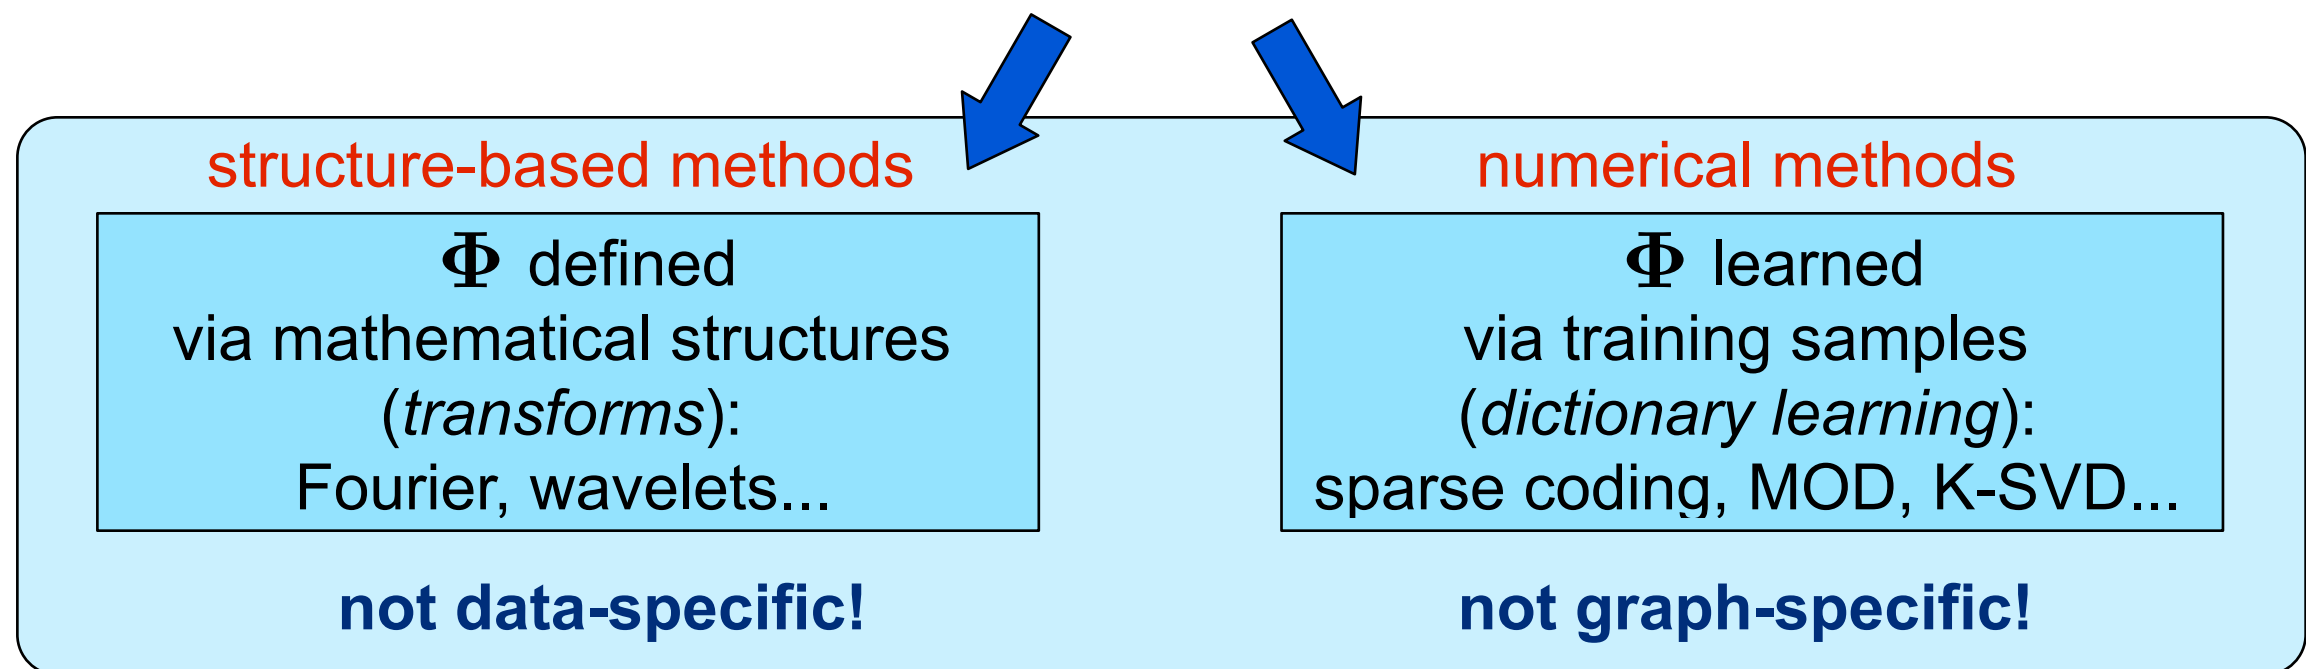 structure-based methods
Φ defined
via mathematical structures
(transforms):
Fourier, wavelets...
not data-specific!
numerical methods
Φ learned
via training samples
(dictionary learning):
sparse coding, MOD, K-SVD...
not graph-specific!